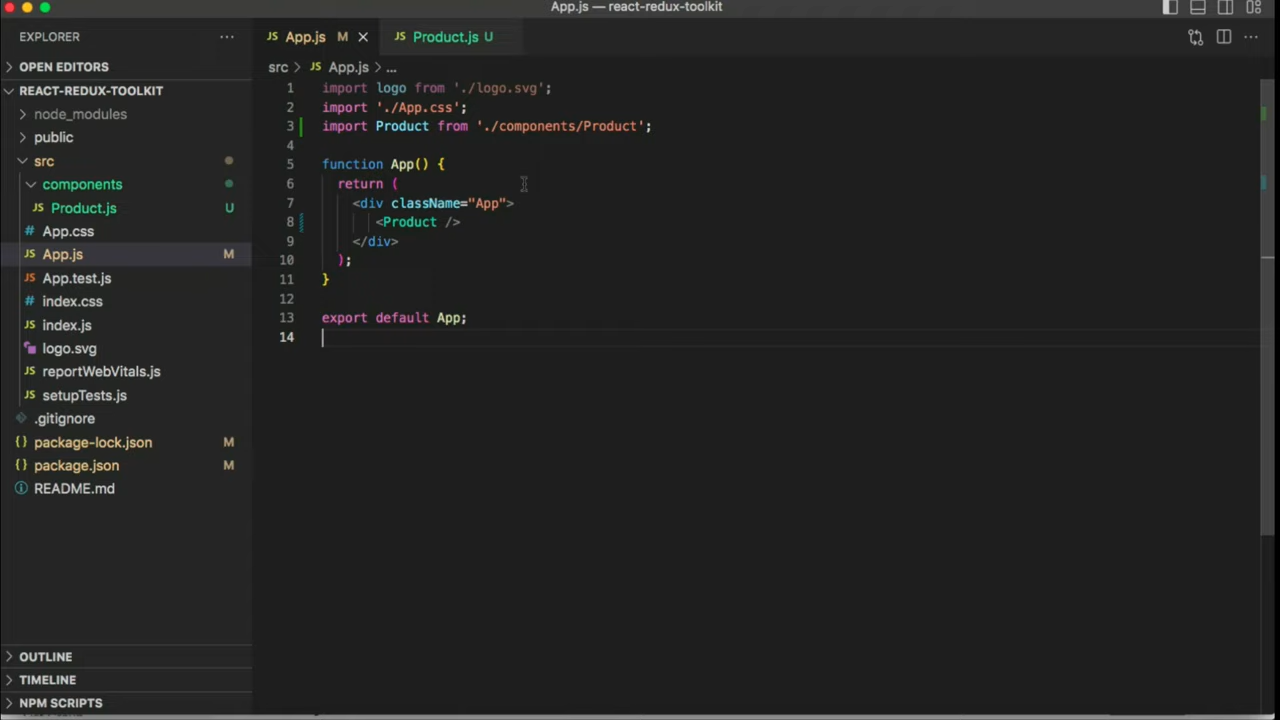 App.js — react-redux-toolkit
EXPLORER
OPEN EDITORS
REACT-REDUX-TOOLKIT
node_modules
public
src
components
JS Product.js U
# App.css
JS App.js M
JS App.test.js
# index.css
JS index.js
logo.svg
JS reportWebVitals.js
JS setupTests.js
.gitignore
{} package-lock.json M
{} package.json M
README.md
OUTLINE
TIMELINE
NPM SCRIPTS
JS App.js M JS Product.js U
src > JS App.js > ...
1 import logo from './logo.svg';
2 import './App.css';
3 import Product from './components/Product';
4
5 function App() {
6 return (
7 <div className="App">
8 <Product />
9 </div>
10 );
11 }
12
13 export default App;
14